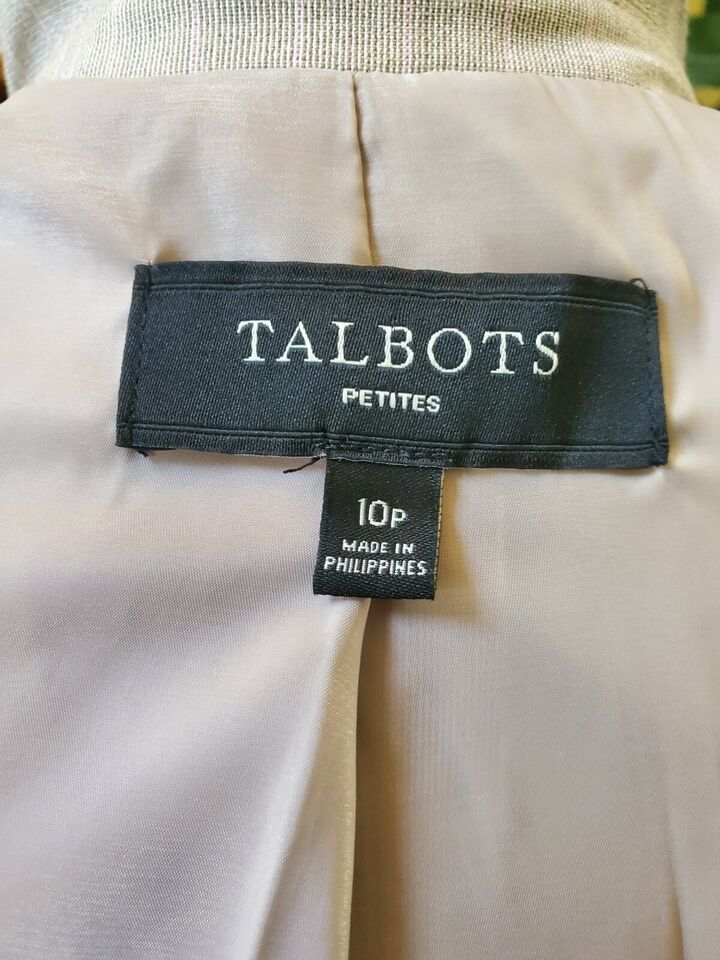 TALBOTS
PETITES
10P
MADE IN
PHILIPPINES